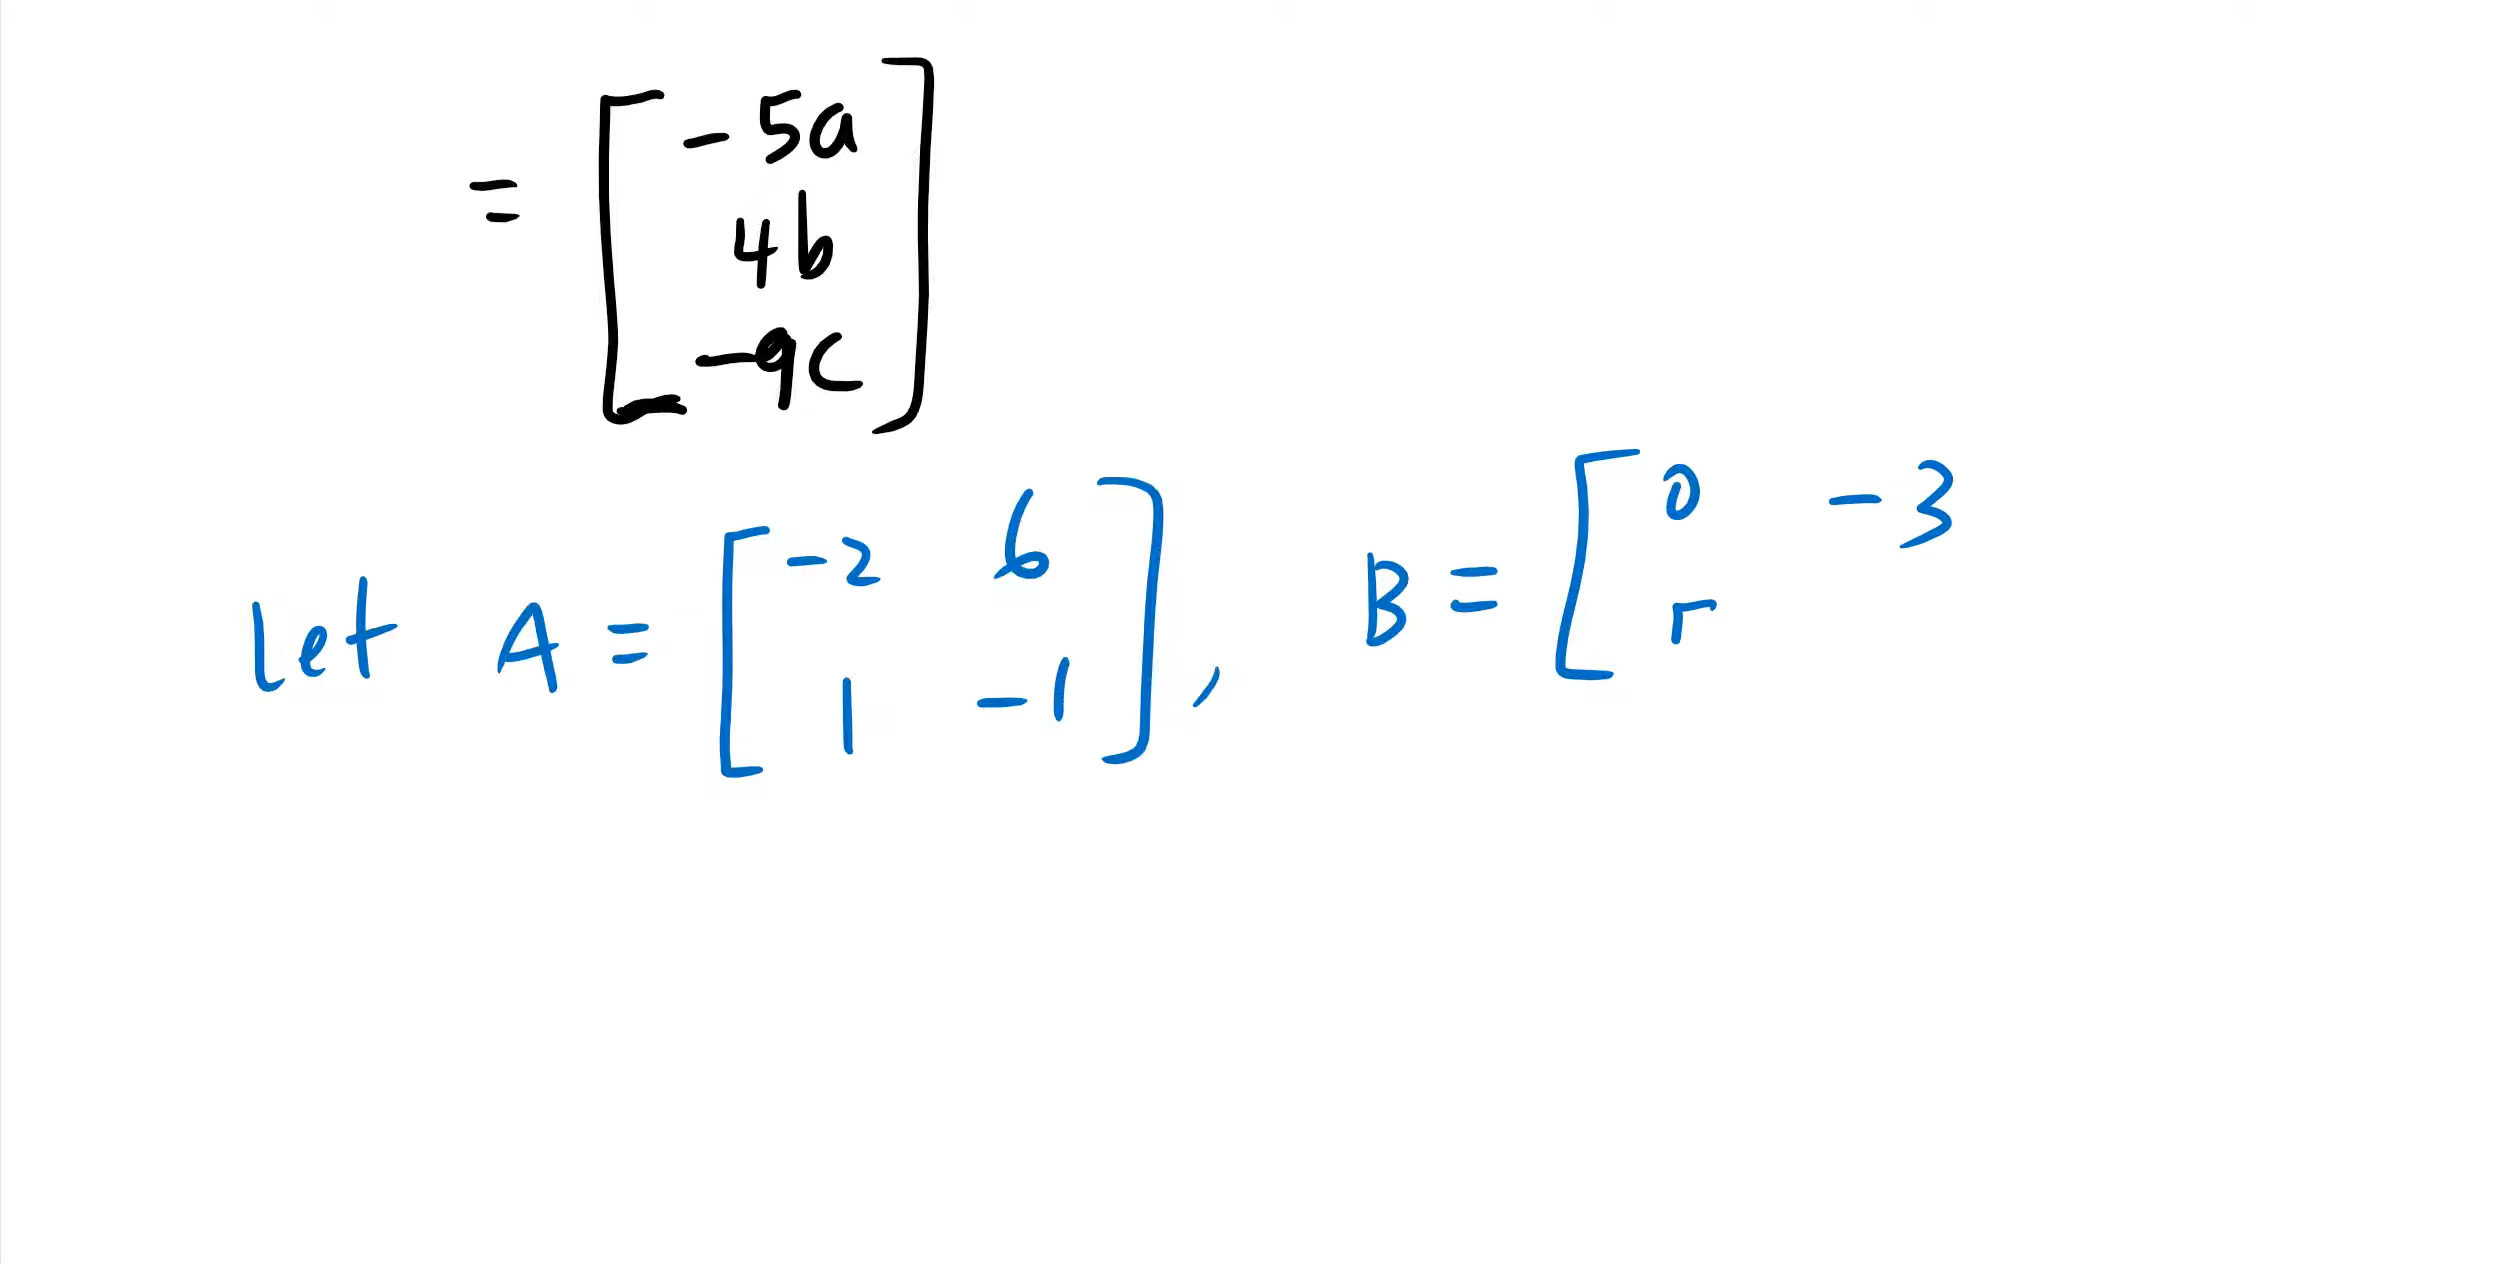 = [ -5a
4b
-9c ]
let A = [ -2 6
1 -1 ] , B = [ 0 -3